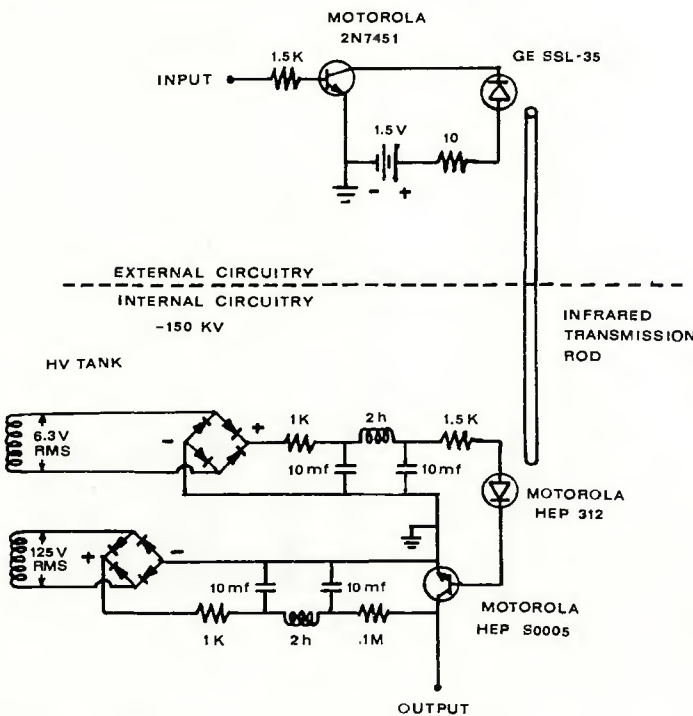 MOTOROLA
2N7451
1.5K
GE SSL-35
INPUT
1.5V
10
- +
EXTERNAL CIRCUITRY
INTERNAL CIRCUITRY
-150 KV
INFRARED
TRANSMISSION
ROD
HV TANK
6.3V
RMS
- +
1K
2h
1.5K
10mf
10mf
MOTOROLA
HEP 312
125V
RMS
+ -
10mf
10mf
1K
2h
.1M
MOTOROLA
HEP S0005
OUTPUT